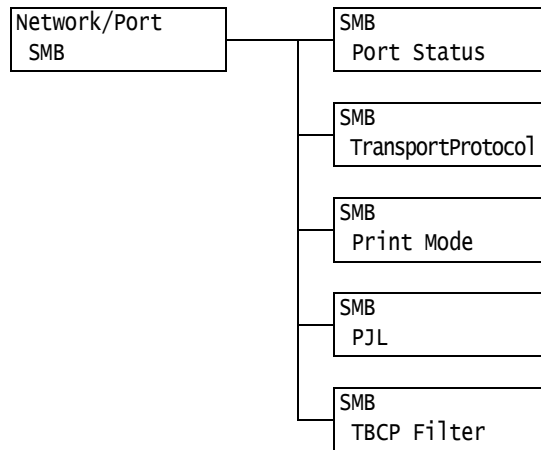 Network/Port
SMB
SMB
Port Status
SMB
TransportProtocol
SMB
Print Mode
SMB
PJL
SMB
TBCP Filter